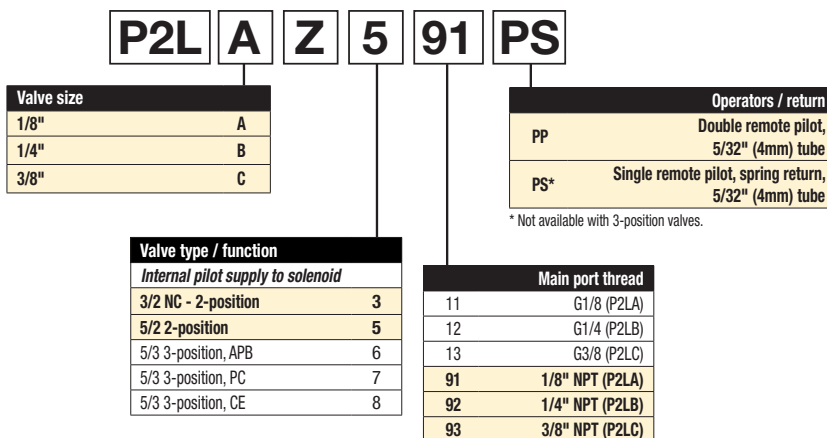 P2L A Z 5 91 PS
Valve size
1/8" A
1/4" B
3/8" C
Operators / return
PP Double remote pilot,
5/32" (4mm) tube
PS* Single remote pilot, spring return,
5/32" (4mm) tube
* Not available with 3-position valves.
Valve type / function
Internal pilot supply to solenoid
3/2 NC - 2-position 3
5/2 2-position 5
5/3 3-position, APB 6
5/3 3-position, PC 7
5/3 3-position, CE 8
Main port thread
11 G1/8 (P2LA)
12 G1/4 (P2LB)
13 G3/8 (P2LC)
91 1/8" NPT (P2LA)
92 1/4" NPT (P2LB)
93 3/8" NPT (P2LC)